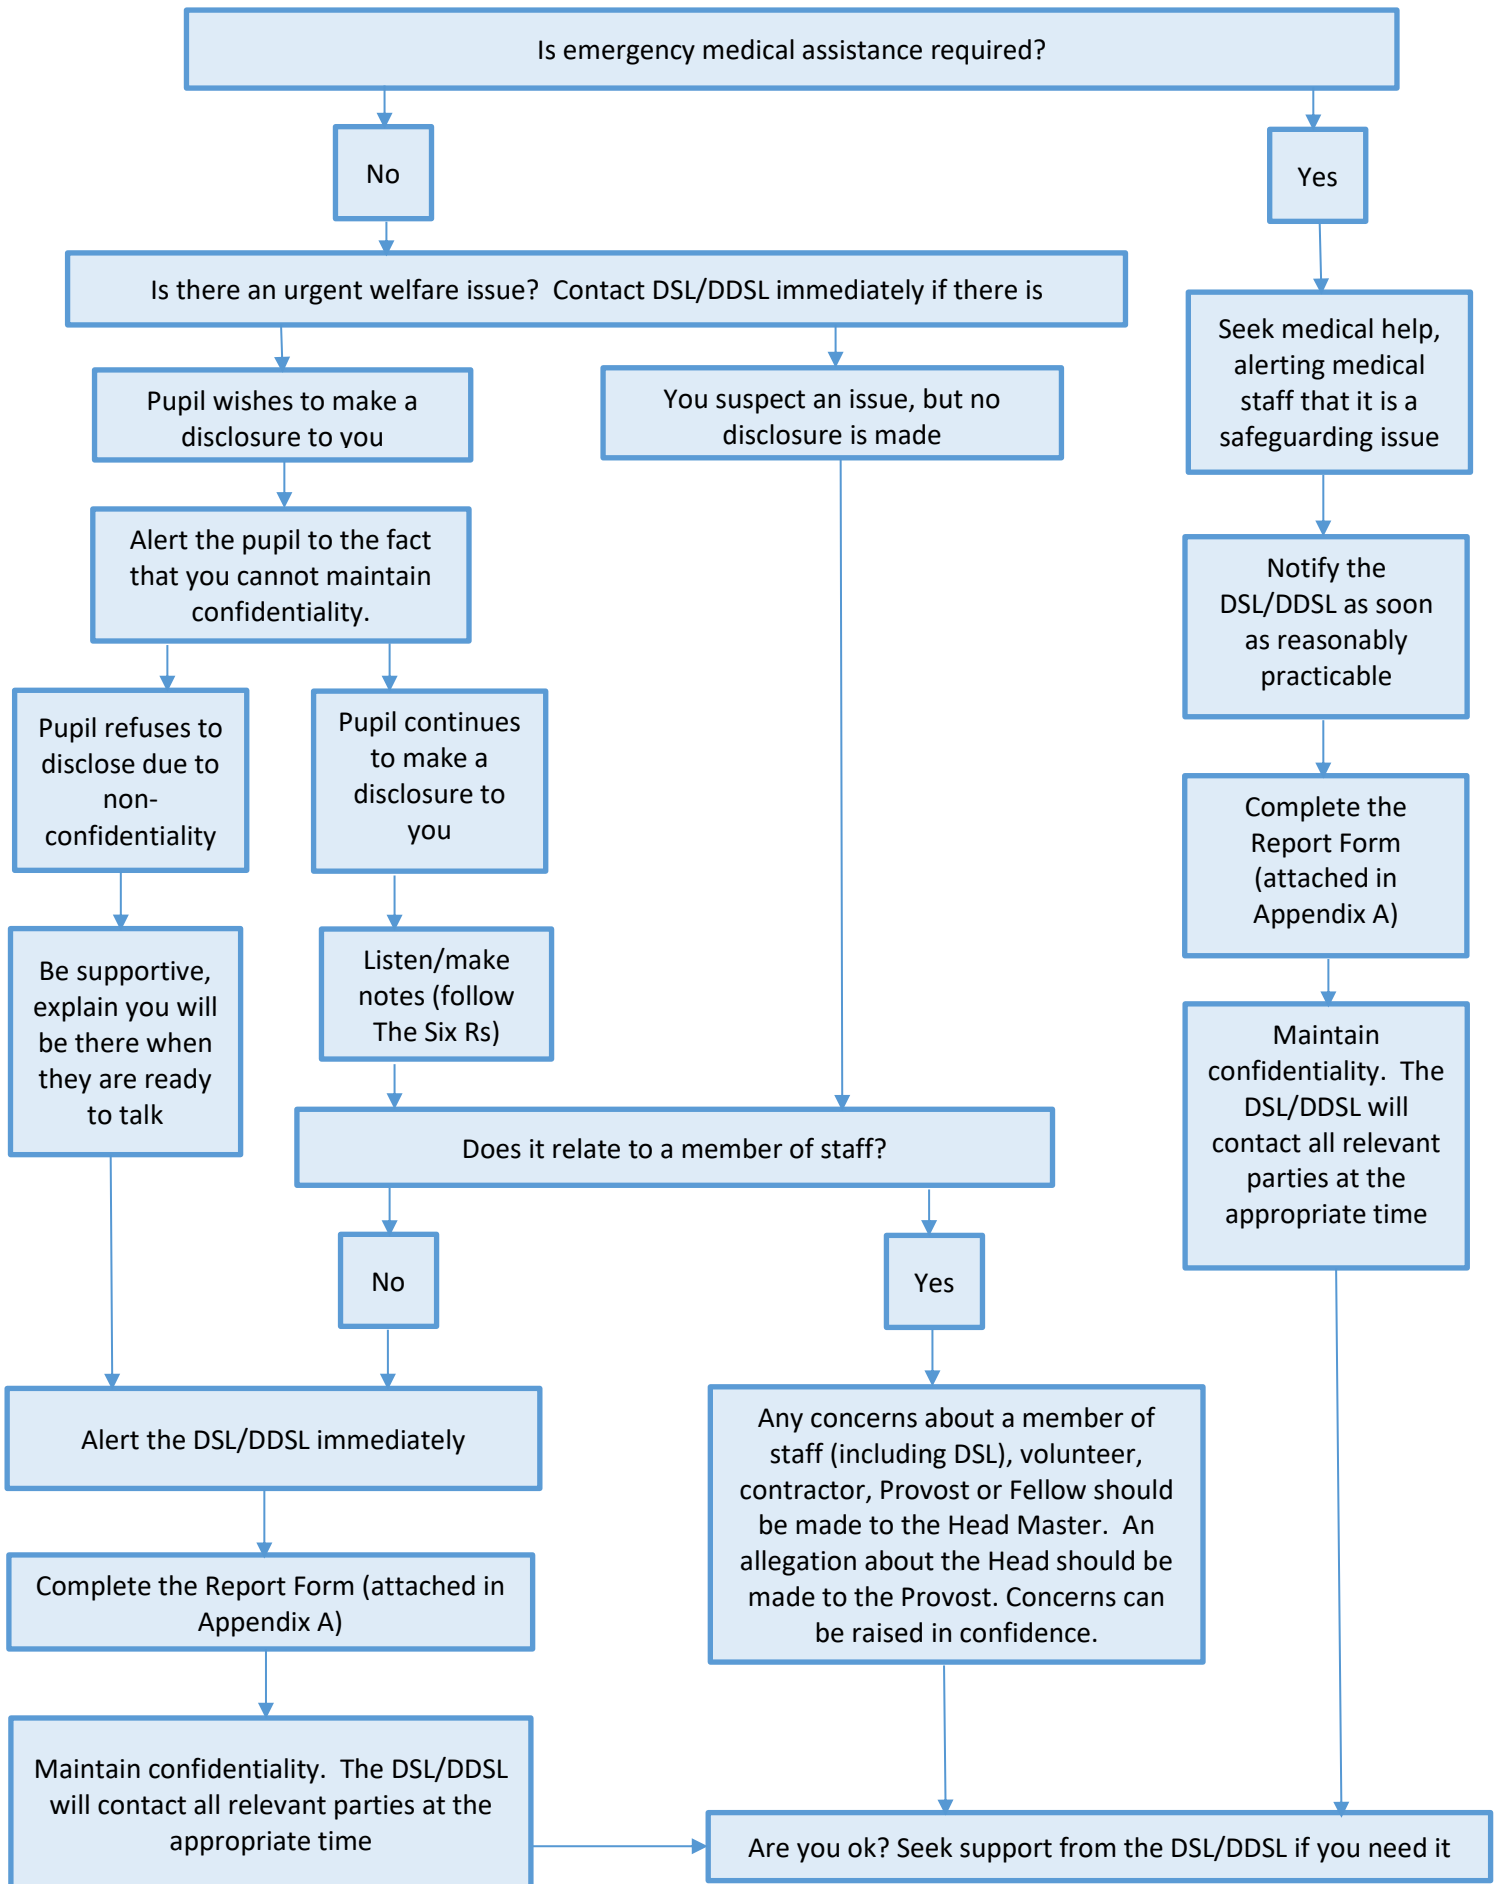 Is emergency medical assistance required?
No
Yes
Is there an urgent welfare issue?  Contact DSL/DDSL immediately if there is
Pupil wishes to make a
disclosure to you
You suspect an issue, but no
disclosure is made
Seek medical help,
alerting medical
staff that it is a
safeguarding issue
Alert the pupil to the fact
that you cannot maintain
confidentiality.
Notify the
DSL/DDSL as soon
as reasonably
practicable
Pupil refuses to
disclose due to
non-
confidentiality
Pupil continues
to make a
disclosure to
you
Complete the
Report Form
(attached in
Appendix A)
Be supportive,
explain you will
be there when
they are ready
to talk
Listen/make
notes (follow
The Six Rs)
Maintain
confidentiality.  The
DSL/DDSL will
contact all relevant
parties at the
appropriate time
Does it relate to a member of staff?
No
Yes
Alert the DSL/DDSL immediately
Any concerns about a member of
staff (including DSL), volunteer,
contractor, Provost or Fellow should
be made to the Head Master.  An
allegation about the Head should be
made to the Provost. Concerns can
be raised in confidence.
Complete the Report Form (attached in
Appendix A)
Maintain confidentiality.  The DSL/DDSL
will contact all relevant parties at the
appropriate time
Are you ok? Seek support from the DSL/DDSL if you need it